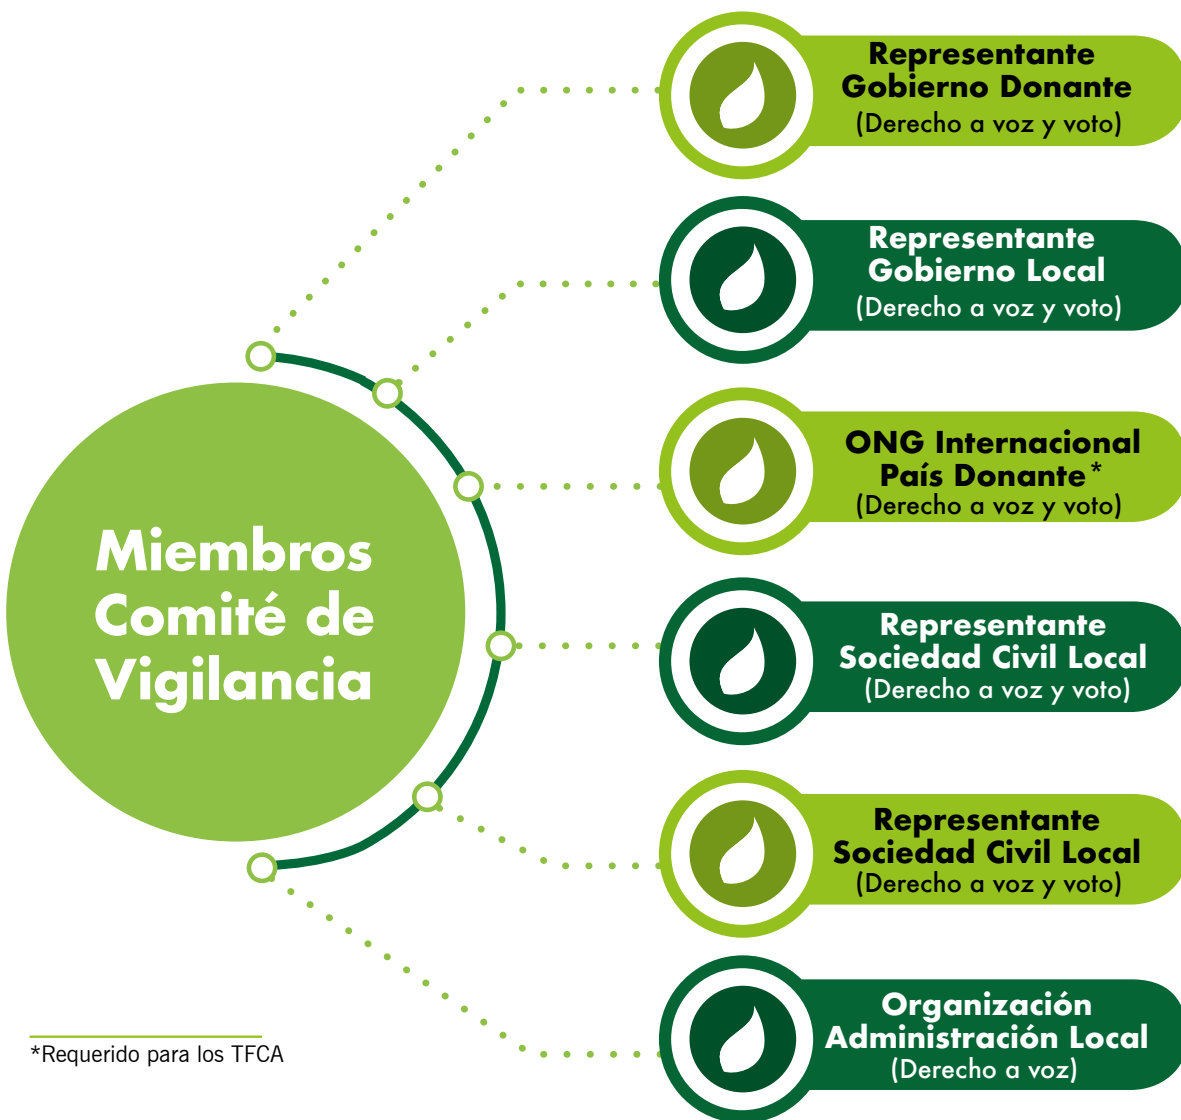 Miembros
Comité de
Vigilancia
Representante
Gobierno Donante
(Derecho a voz y voto)
Representante
Gobierno Local
(Derecho a voz y voto)
ONG Internacional
País Donante*
(Derecho a voz y voto)
Representante
Sociedad Civil Local
(Derecho a voz y voto)
Representante
Sociedad Civil Local
(Derecho a voz y voto)
Organización
Administración Local
(Derecho a voz)
*Requerido para los TFCA